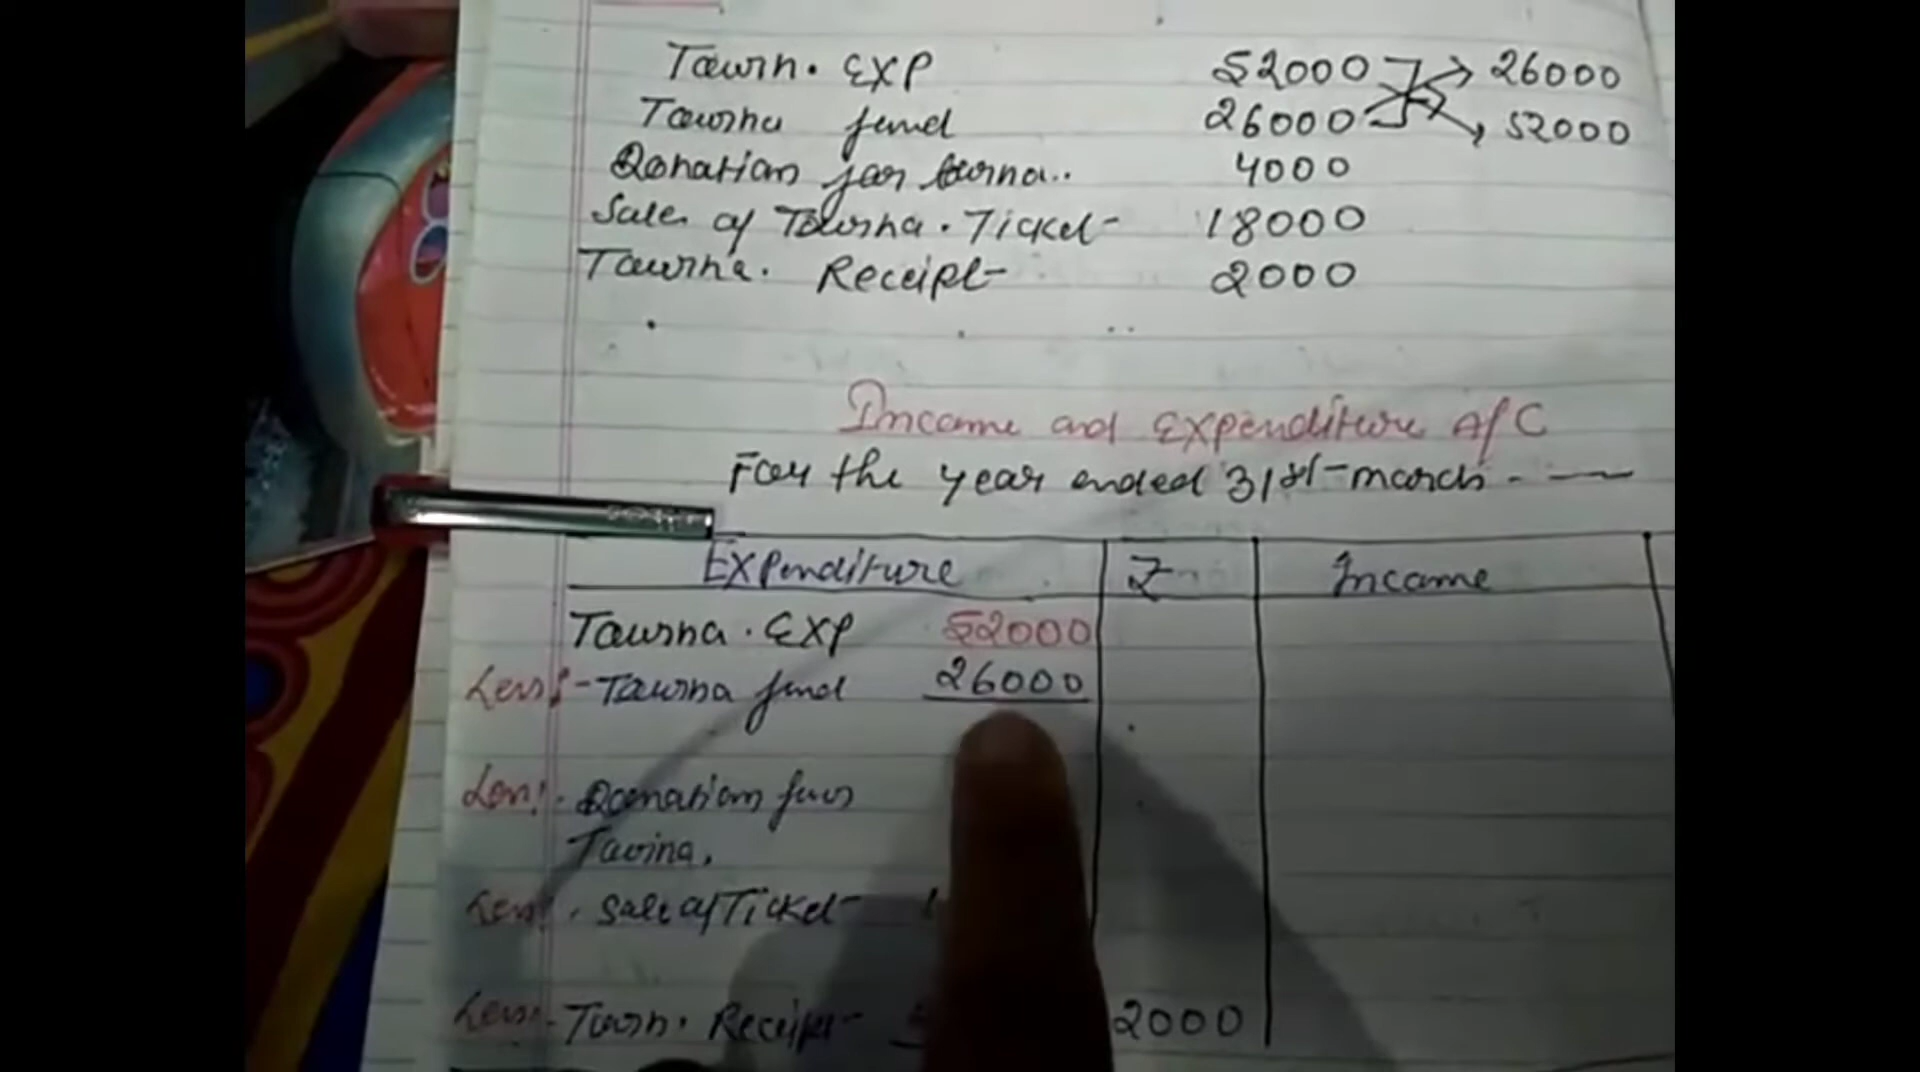 Tourn. EXP 52000 → 26000
Tourna fund 26000 → 52000
Donation for tourna.. 4000
Sale of Tourna. Ticket- 18000
Tourna. Receipt- 2000
Income and Expenditure A/C
For the year ended 31st-march - —
Expenditure ₹ Income
Tourna. EXP 52000
Less:- Tourna fund 26000
Less:- Donation for
Tourna.
Less:- Sale of Ticket-
Less:- Tourn. Receipt- 2000